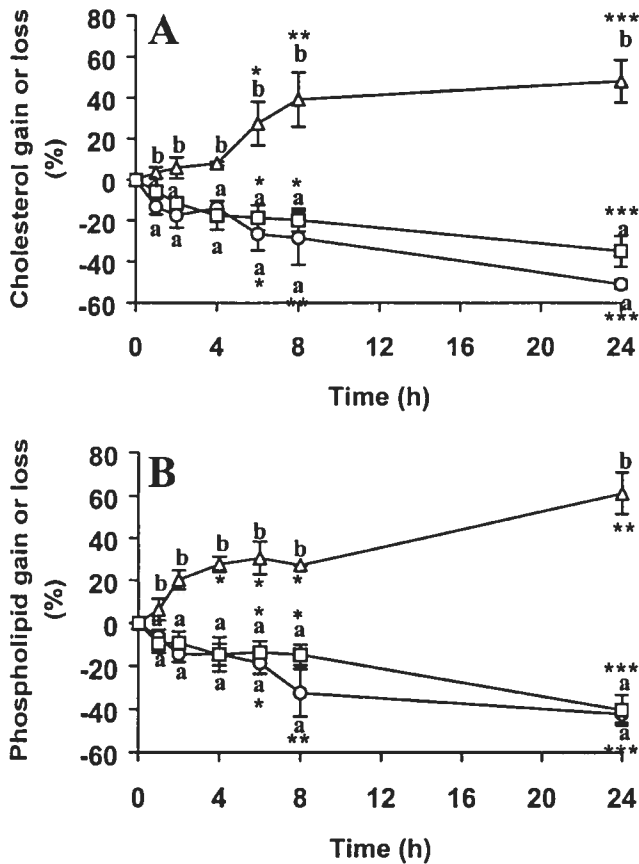 A
Cholesterol gain or loss
(%)
80
60
40
20
0
-20
-40
-60
b b b * b ** b *** b
a a a * a * a *** a
a a a a * a ** a ***
0 4 8 12 16 20 24
Time (h)
B
Phospholipid gain or loss
(%)
80
60
40
20
0
-20
-40
-60
b b b * b * b * b **
a a a * a * a *** a
a a a a * a ** a ***
0 4 8 12 16 20 24
Time (h)